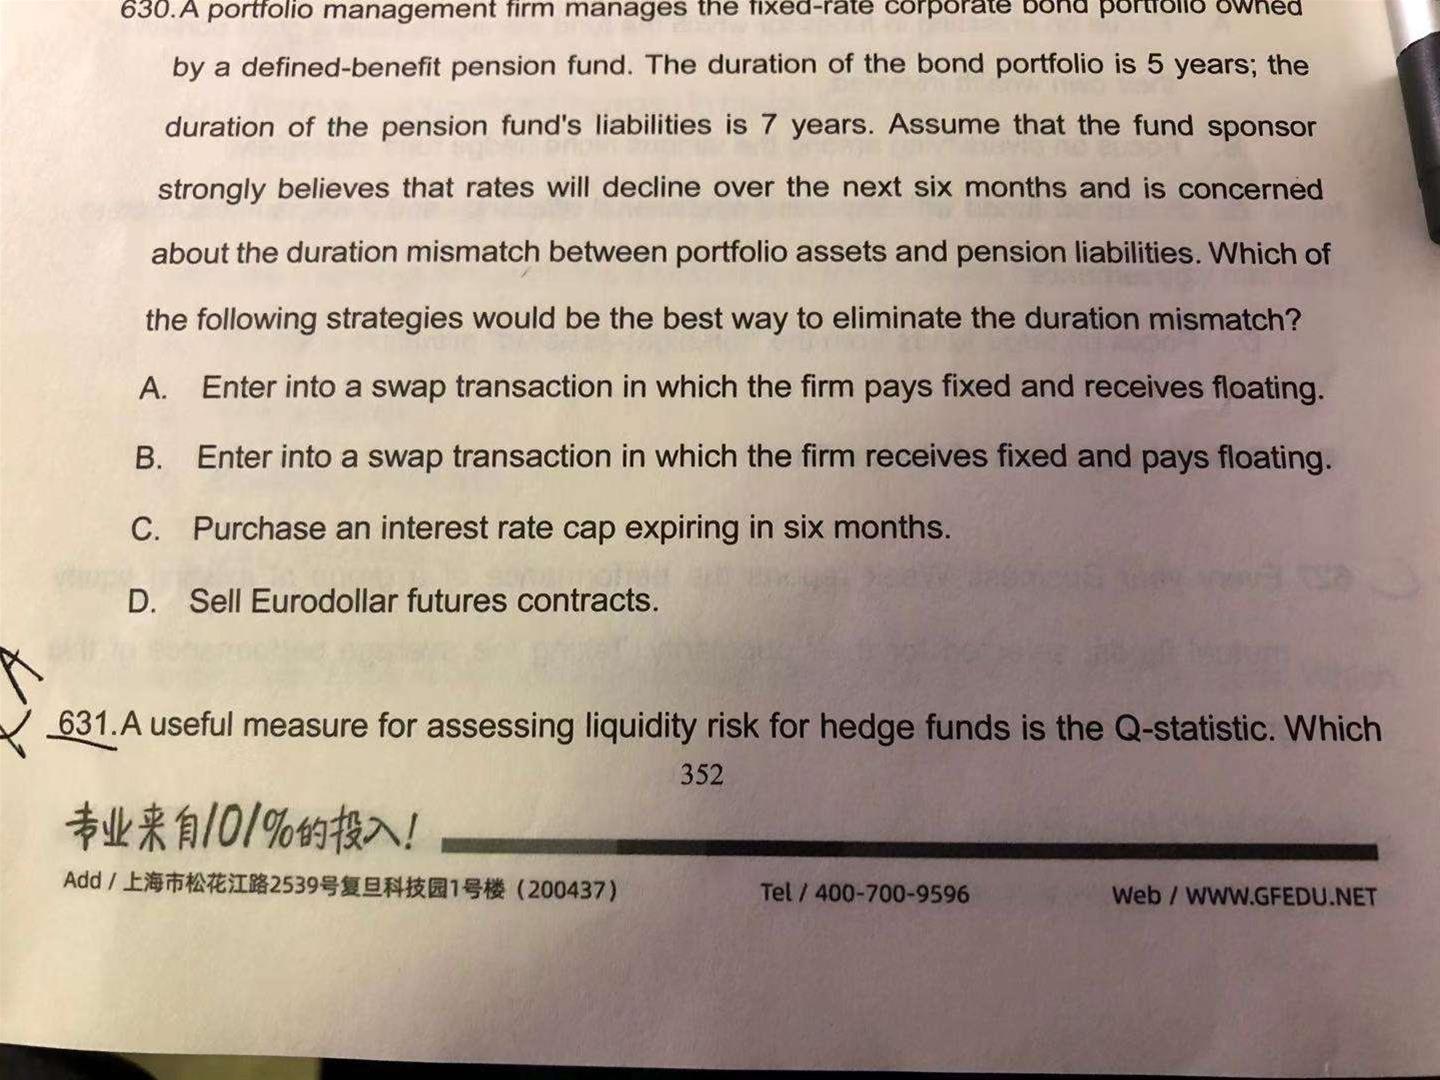 630.A portfolio management firm manages the fixed-rate corporate bond portfolio owned
by a defined-benefit pension fund. The duration of the bond portfolio is 5 years; the
duration of the pension fund's liabilities is 7 years. Assume that the fund sponsor
strongly believes that rates will decline over the next six months and is concerned
about the duration mismatch between portfolio assets and pension liabilities. Which of
the following strategies would be the best way to eliminate the duration mismatch?
A. Enter into a swap transaction in which the firm pays fixed and receives floating.
B. Enter into a swap transaction in which the firm receives fixed and pays floating.
C. Purchase an interest rate cap expiring in six months.
D. Sell Eurodollar futures contracts.
A
631.A useful measure for assessing liquidity risk for hedge funds is the Q-statistic. Which
352
专业来自101%的投入!
Add / 上海市松花江路2539号复旦科技园1号楼 (200437) Tel / 400-700-9596 Web / WWW.GFEDU.NET